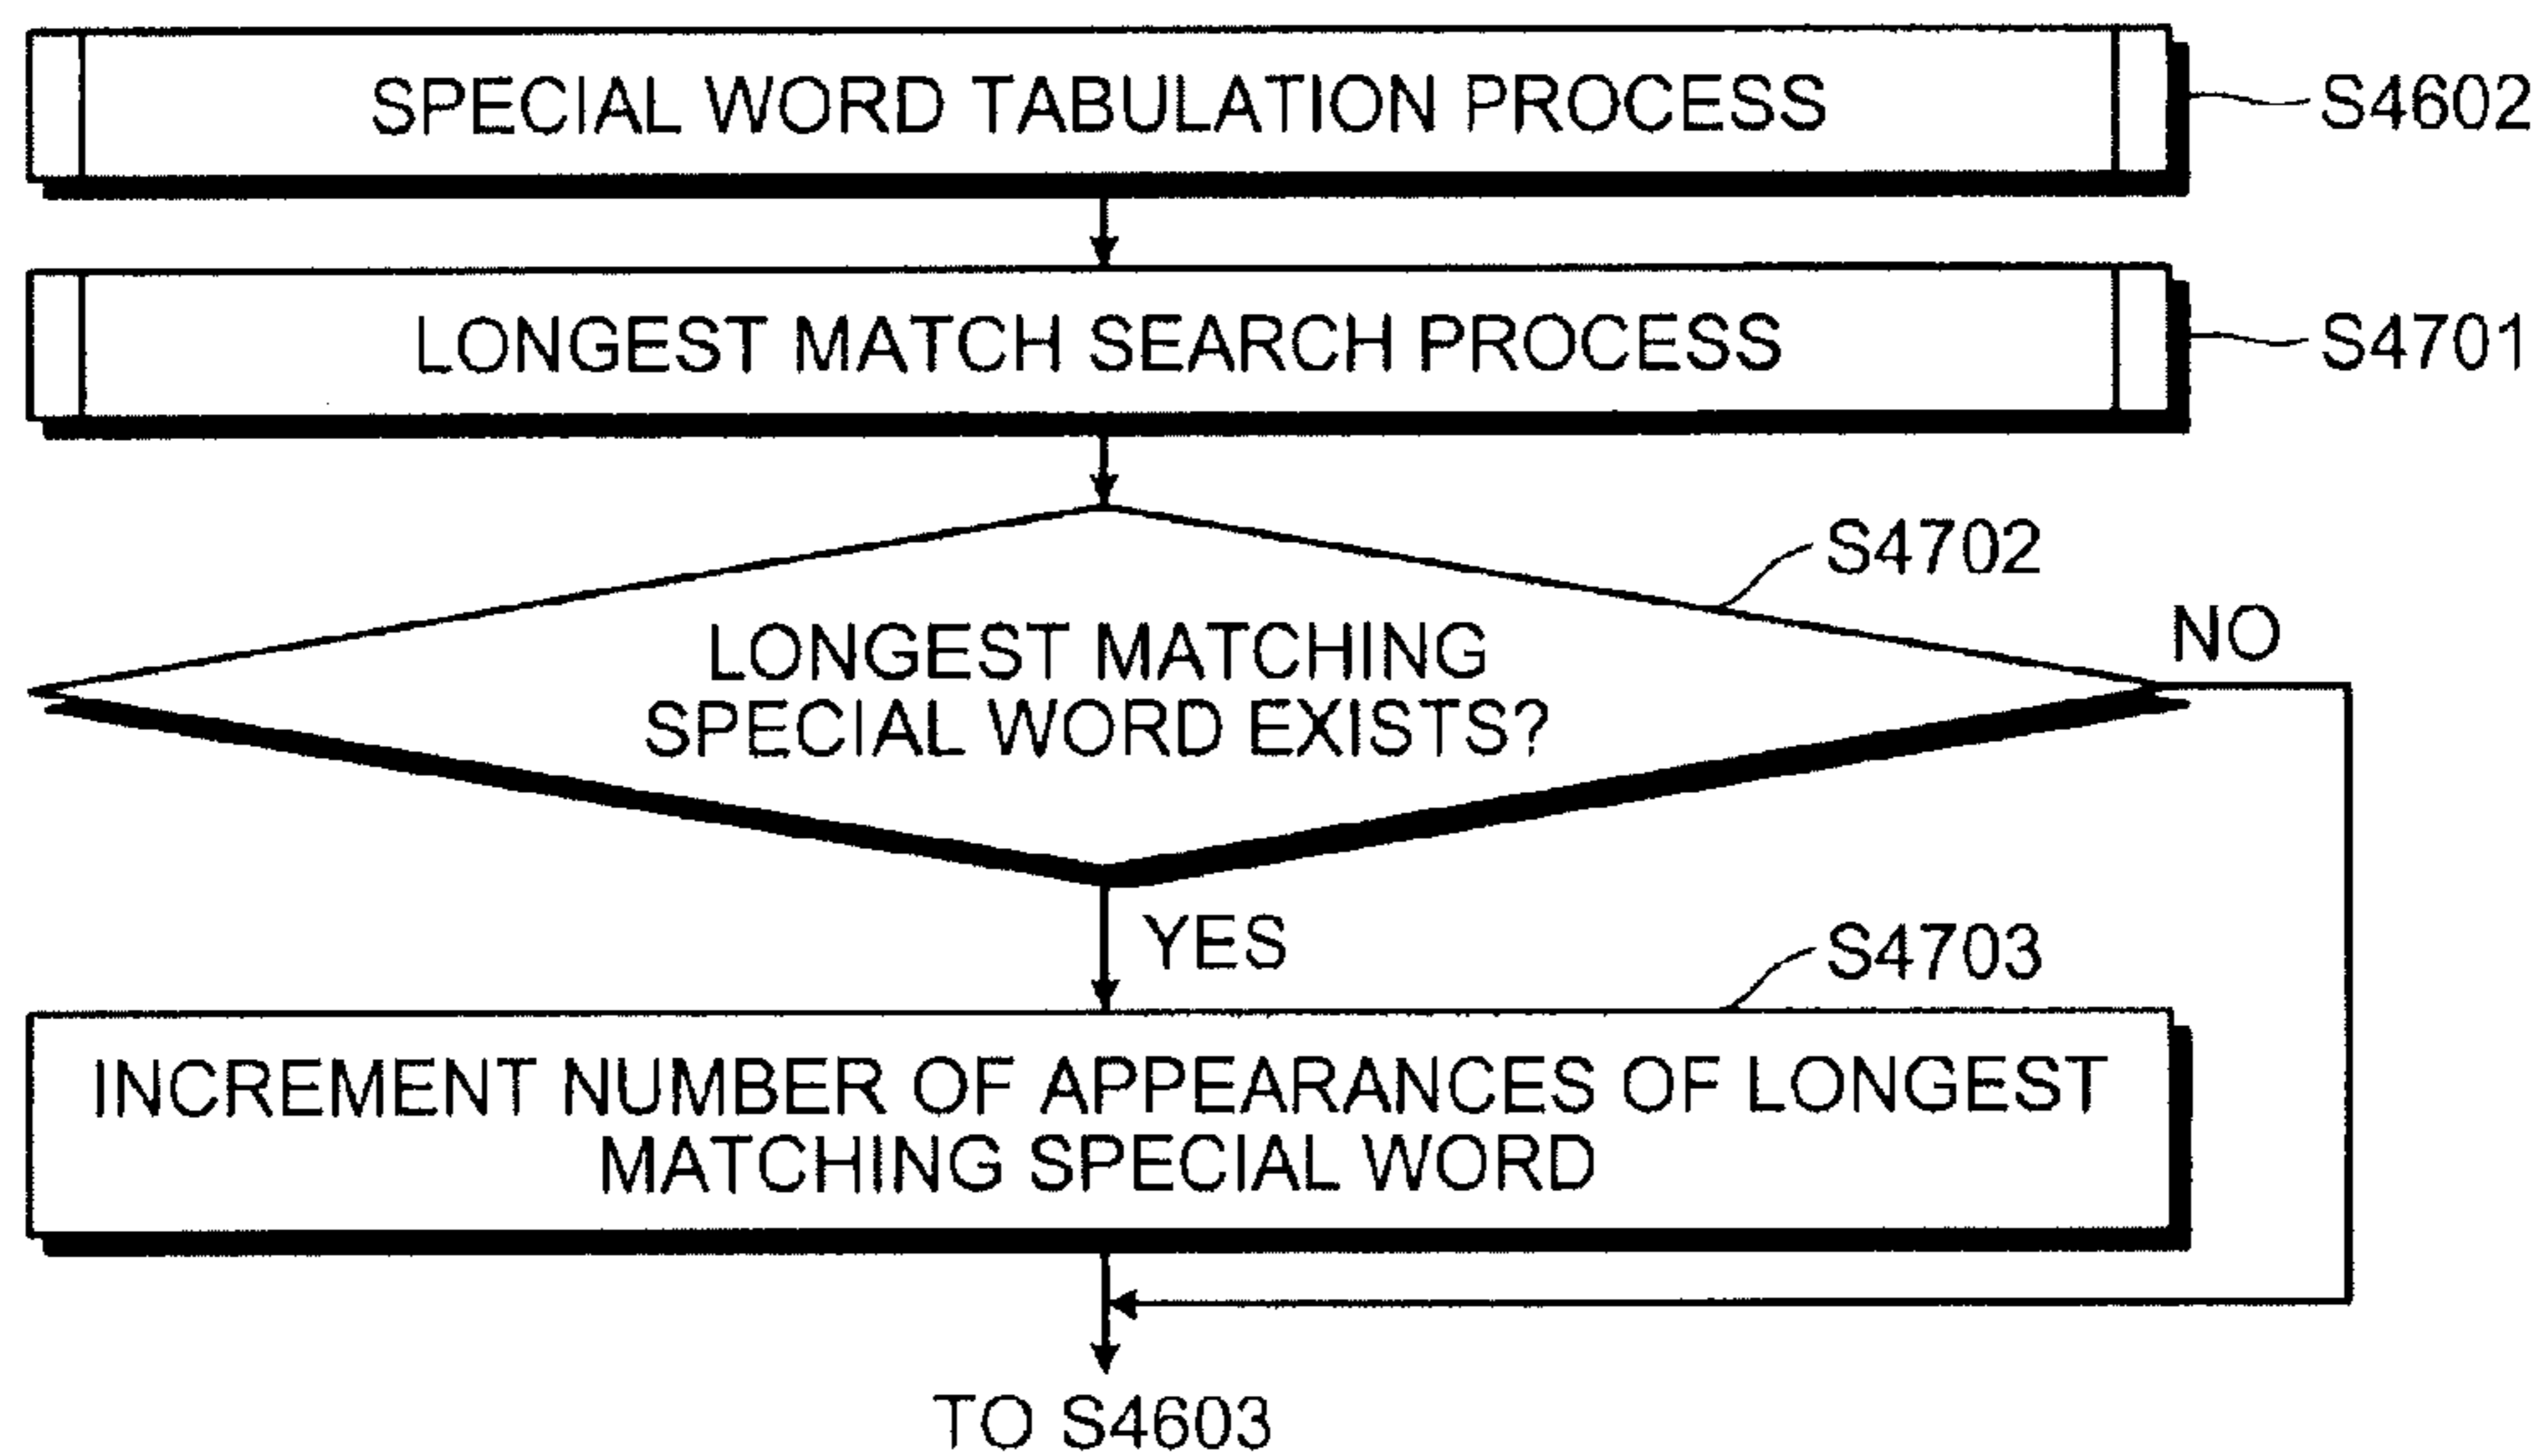 SPECIAL WORD TABULATION PROCESS
S4602
LONGEST MATCH SEARCH PROCESS
S4701
S4702
LONGEST MATCHING
SPECIAL WORD EXISTS?
NO
YES
S4703
INCREMENT NUMBER OF APPEARANCES OF LONGEST
MATCHING SPECIAL WORD
TO S4603